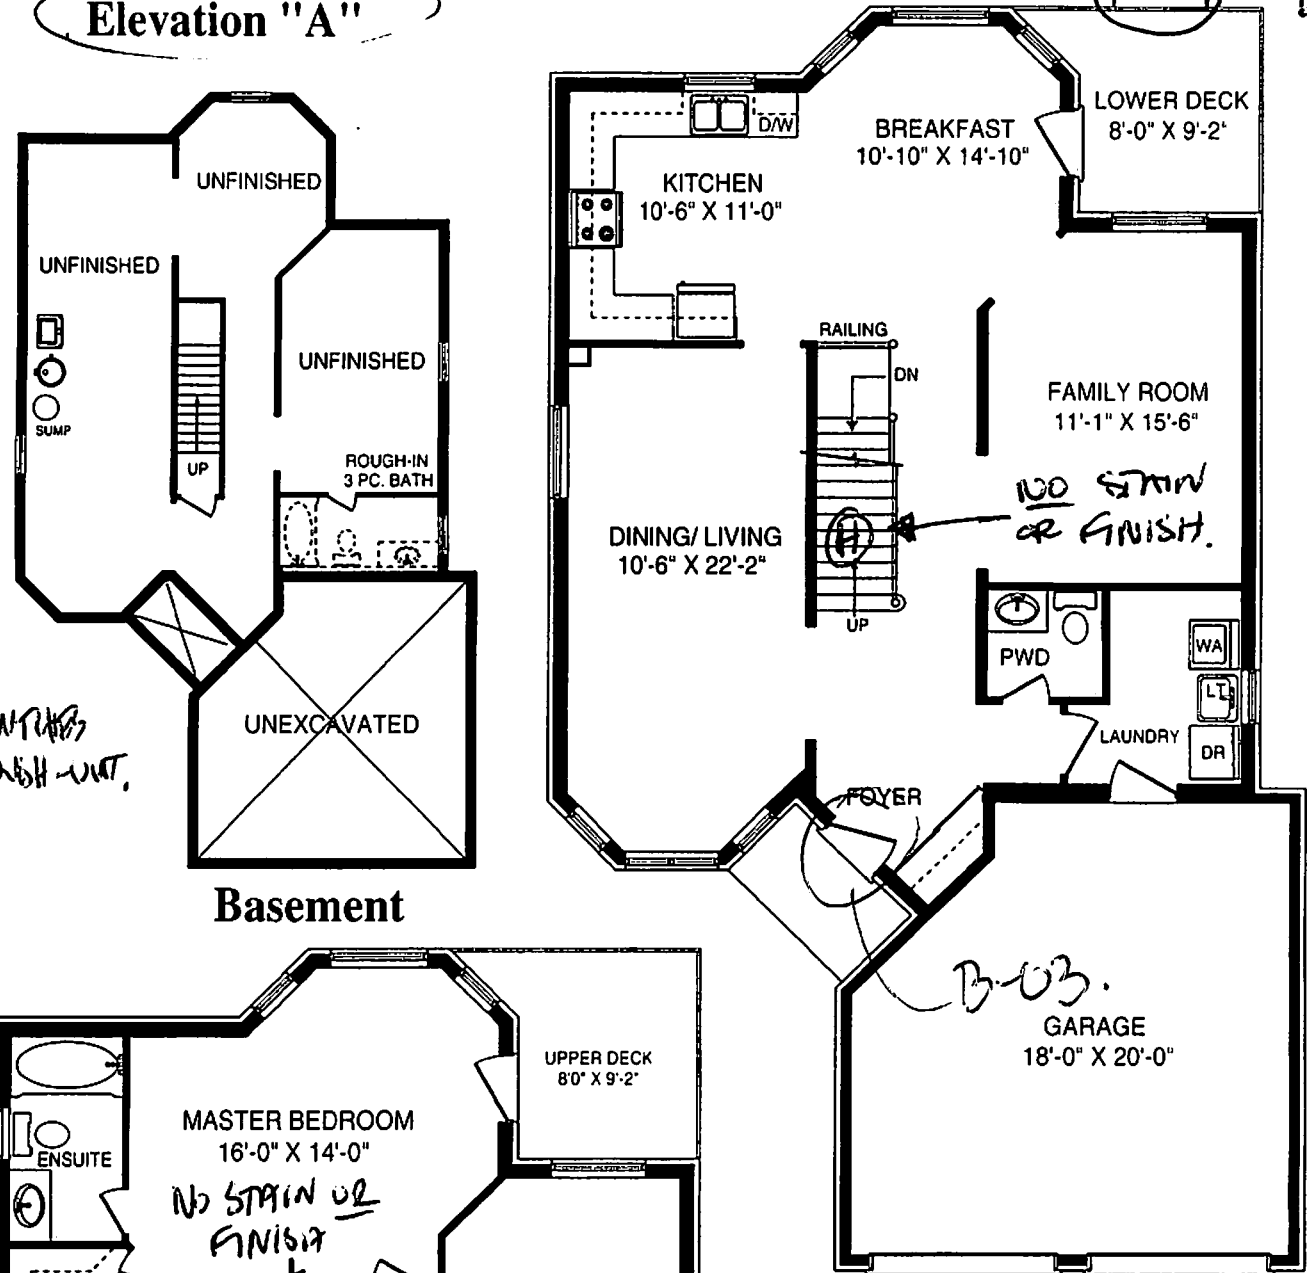 Elevation "A"
UNFINISHED
UNFINISHED
UNFINISHED
SUMP
UP
ROUGH-IN
3 PC. BATH
UNEXCAVATED
Basement
LOWER DECK
8'-0" X 9'-2"
BREAKFAST
10'-10" X 14'-10"
D/W
KITCHEN
10'-6" X 11'-0"
RAILING
DN
FAMILY ROOM
11'-1" X 15'-6"
NO STAIN
OR FINISH.
H
DINING/ LIVING
10'-6" X 22'-2"
UP
PWD
WA
LT
LAUNDRY
DR
FOYER
B-03.
GARAGE
18'-0" X 20'-0"
UPPER DECK
8'0" X 9'-2"
MASTER BEDROOM
16'-0" X 14'-0"
ENSUITE
NO STAIN OR
FINISH